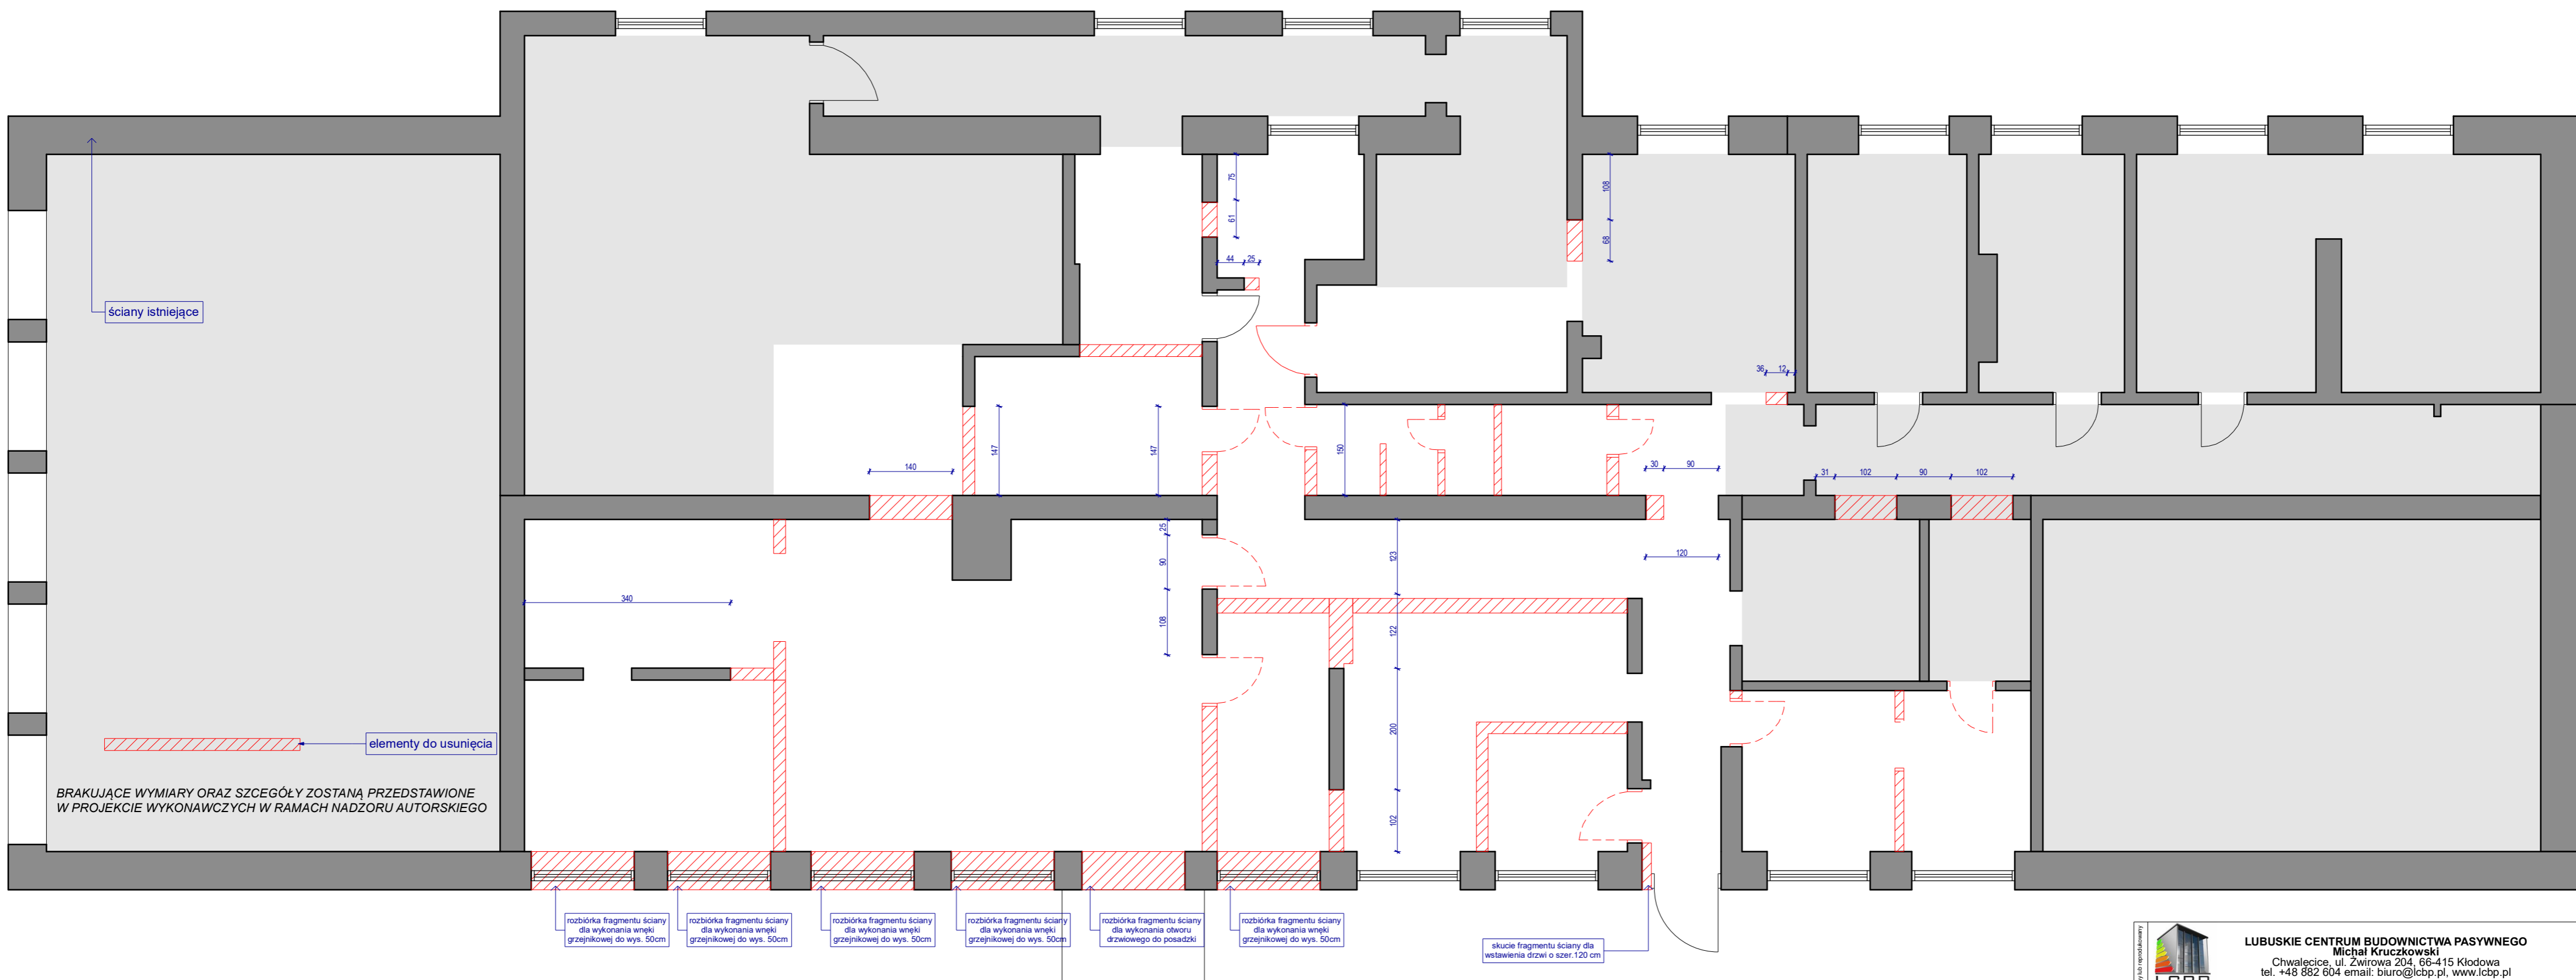 75
61
44
25
108
68
ściany istniejące
36
12
147
147
150
140
30
90
31
102
90
102
25
90
108
123
120
340
122
200
102
elementy do usunięcia
BRAKUJĄCE WYMIARY ORAZ SZCEGÓŁY ZOSTANĄ PRZEDSTAWIONE
W PROJEKCIE WYKONAWCZYCH W RAMACH NADZORU AUTORSKIEGO
rozbiórka fragmentu ściany
dla wykonania wnęki
grzejnikowej do wys. 50cm
rozbiórka fragmentu ściany
dla wykonania wnęki
grzejnikowej do wys. 50cm
rozbiórka fragmentu ściany
dla wykonania wnęki
grzejnikowej do wys. 50cm
rozbiórka fragmentu ściany
dla wykonania wnęki
grzejnikowej do wys. 50cm
rozbiórka fragmentu ściany
dla wykonania otworu
drzwiowego do posadzki
rozbiórka fragmentu ściany
dla wykonania wnęki
grzejnikowej do wys. 50cm
skucie fragmentu ściany dla
wstawienia drzwi o szer.120 cm
y lub reprodukowany
LCBP
LUBUSKIE CENTRUM BUDOWNICTWA PASYWNEGO
Michał Kruczkowski
Chwalęcice, ul. Żwirowa 204, 66-415 Kłodowa
tel. +48 882 604 email: biuro@lcbp.pl, www.lcbp.pl